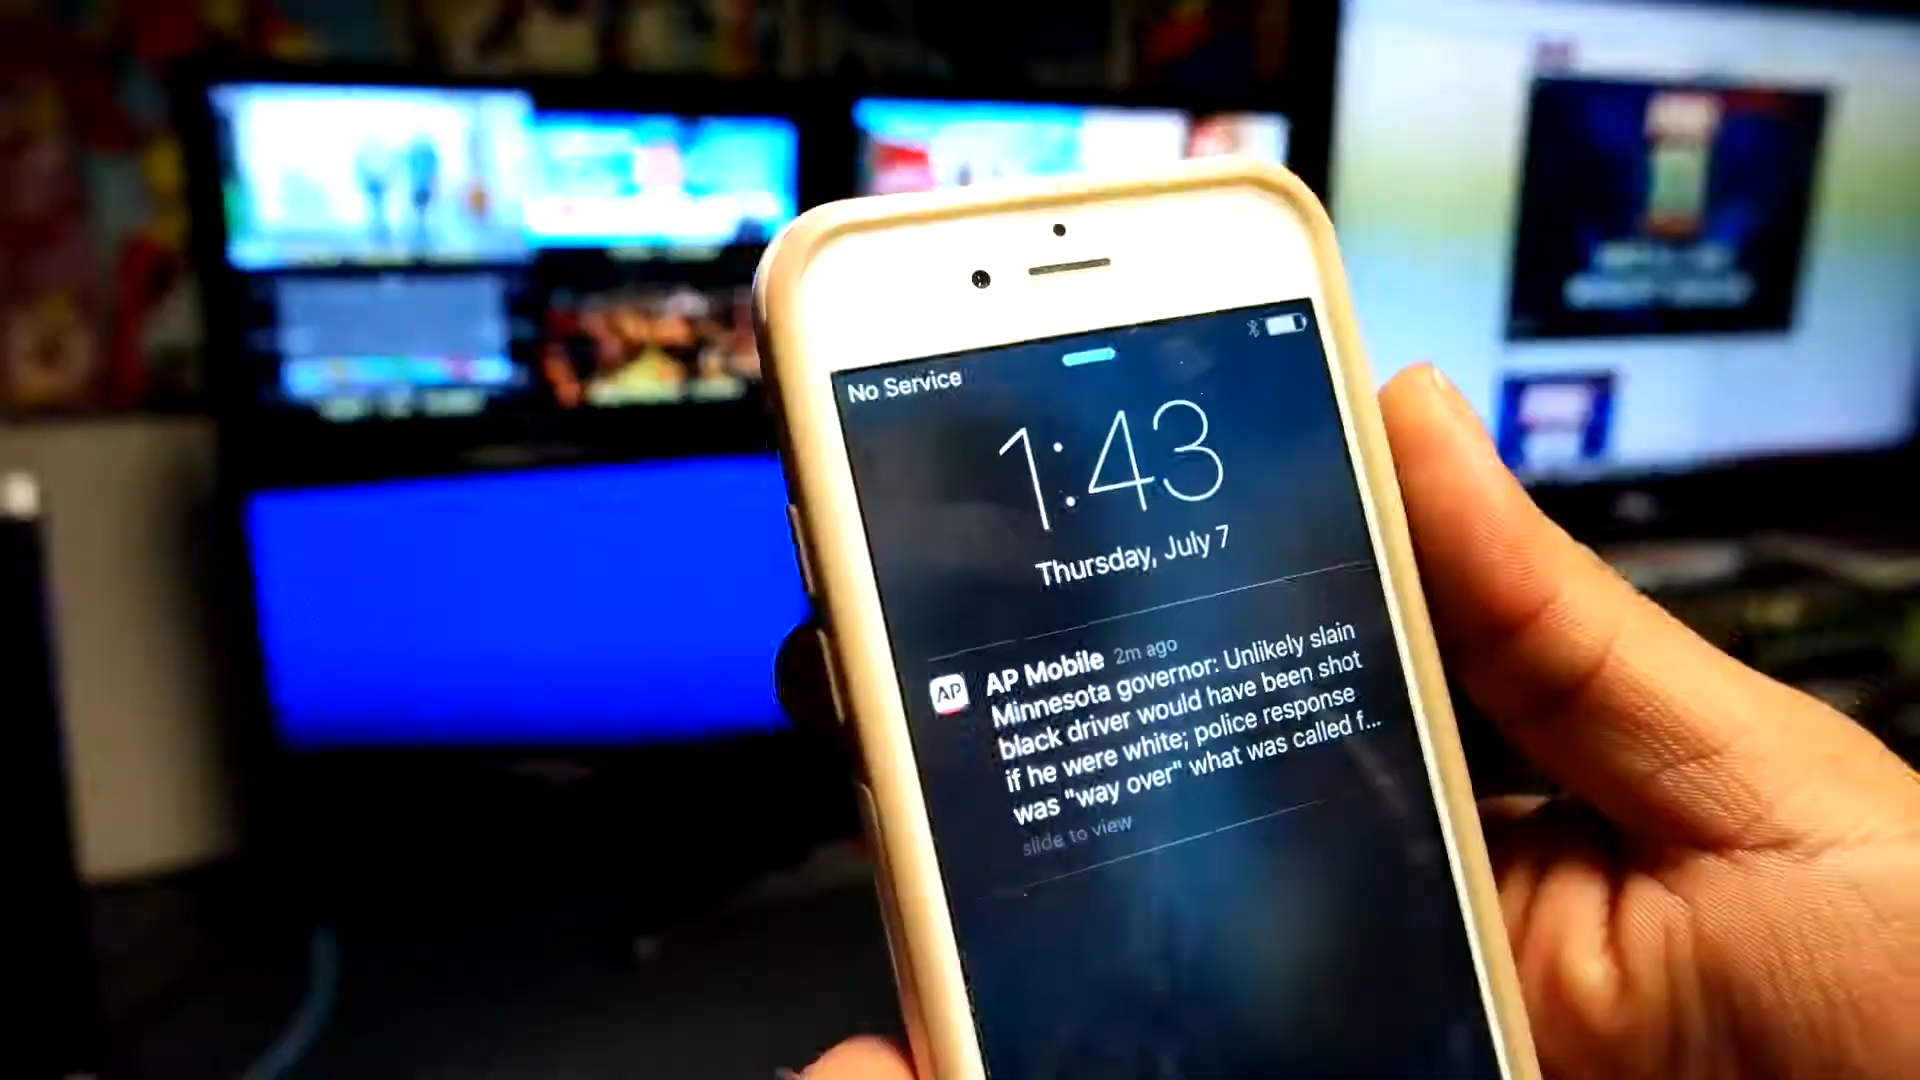 No Service
1:43
Thursday, July 7
AP
AP Mobile 2m ago
Minnesota governor: Unlikely slain
black driver would have been shot
if he were white; police response
was "way over" what was called f...
slide to view